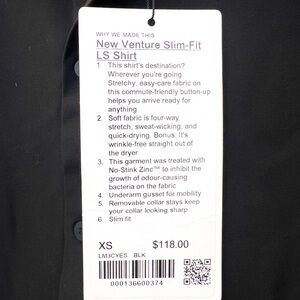 WHY WE MADE THIS
New Venture Slim-Fit
LS Shirt
1. This shirt's destination?
Wherever you're going.
Stretchy, easy-care fabric on
this commute-friendly button-up
helps you arrive ready for
anything
2. Soft fabric is four-way
stretch, sweat-wicking, and
quick-drying. Bonus: It's
wrinkle-free straight out of
the dryer
3. This garment was treated with
No-Stink Zinc™ to inhibit the
growth of odour-causing
bacteria on the fabric
4. Underarm gusset for mobility
5. Removable collar stays keep
your collar looking sharp
6. Slim fit
XS $118.00
LM3CYES BLK
000136600374